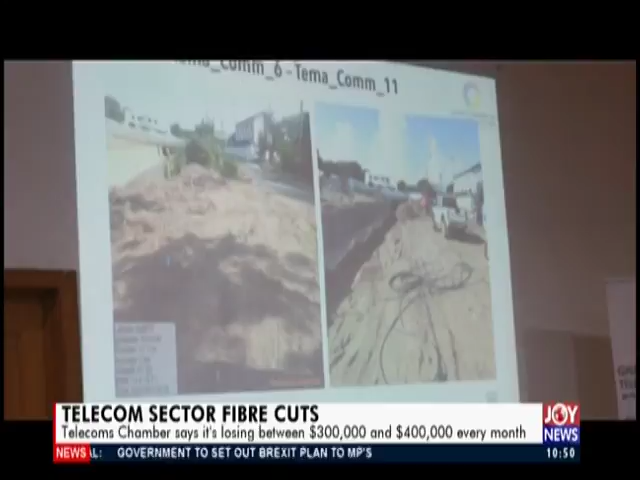 Comm_6 - Tema_Comm_11
TELECOM SECTOR FIBRE CUTS
Telecoms Chamber says it's losing between $300,000 and $400,000 every month
JOY
NEWS
NEWS
GOVERNMENT TO SET OUT BREXIT PLAN TO MP'S
10:50